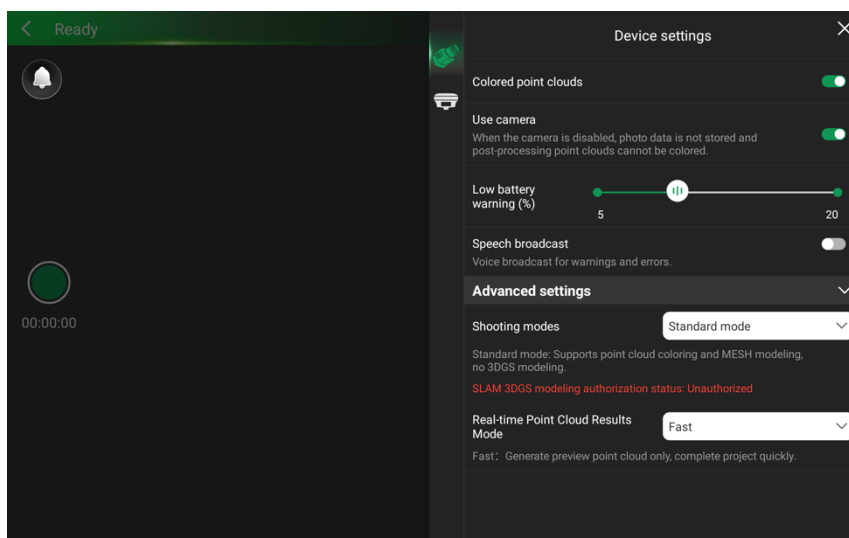 Ready
00:00:00
Device settings
Colored point clouds
Use camera
When the camera is disabled, photo data is not stored and
post-processing point clouds cannot be colored.
Low battery
warning (%)
5
20
Speech broadcast
Voice broadcast for warnings and errors.
Advanced settings
Shooting modes
Standard mode
Standard mode: Supports point cloud coloring and MESH modeling,
no 3DGS modeling.
SLAM 3DGS modeling authorization status: Unauthorized
Real-time Point Cloud Results
Mode
Fast
Fast：Generate preview point cloud only, complete project quickly.